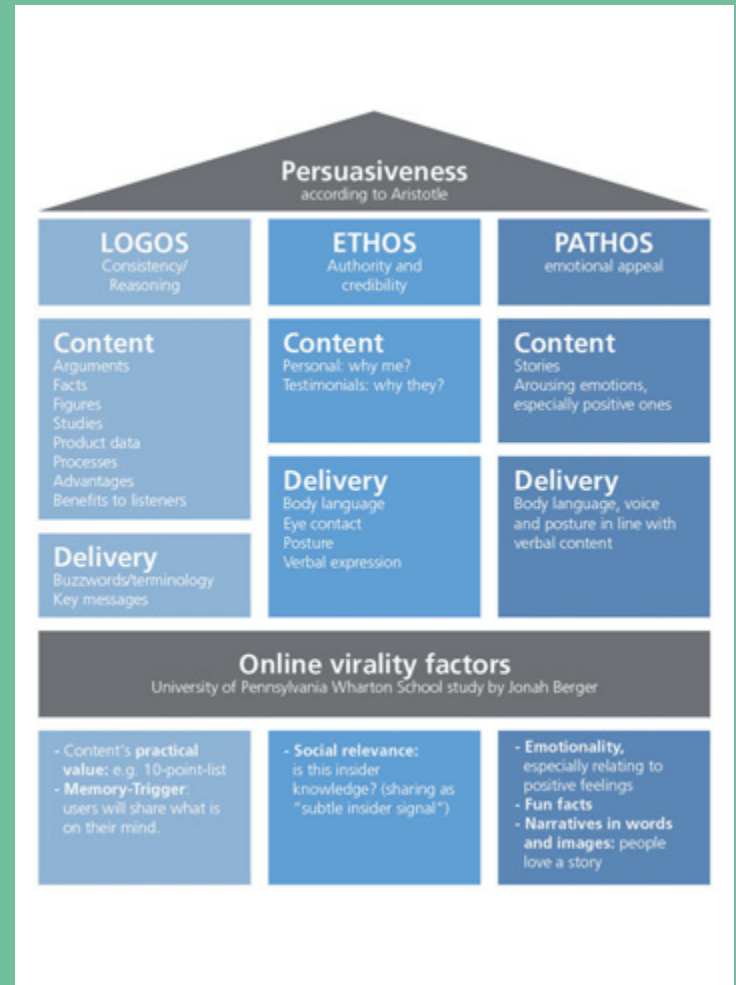 Persuasiveness
according to Aristotle
LOGOS
Consistency/
Reasoning
ETHOS
Authority and
credibility
PATHOS
emotional appeal
Content
Arguments
Facts
Figures
Studies
Product data
Processes
Advantages
Benefits to listeners
Delivery
Buzzwords/terminology
Key messages
Content
Personal: why me?
Testimonials: why they?
Delivery
Body language
Eye contact
Posture
Verbal expression
Content
Stories
Arousing emotions,
especially positive ones
Delivery
Body language, voice
and posture in line with
verbal content
Online virality factors
University of Pennsylvania Wharton School study by Jonah Berger
- Content's practical
value: e.g. 10-point-list
- Memory-Trigger:
users will share what is
on their mind.
- Social relevance:
is this insider
knowledge? (sharing as
"subtle insider signal")
- Emotionality,
especially relating to
positive feelings
- Fun facts
- Narratives in words
and images: people
love a story